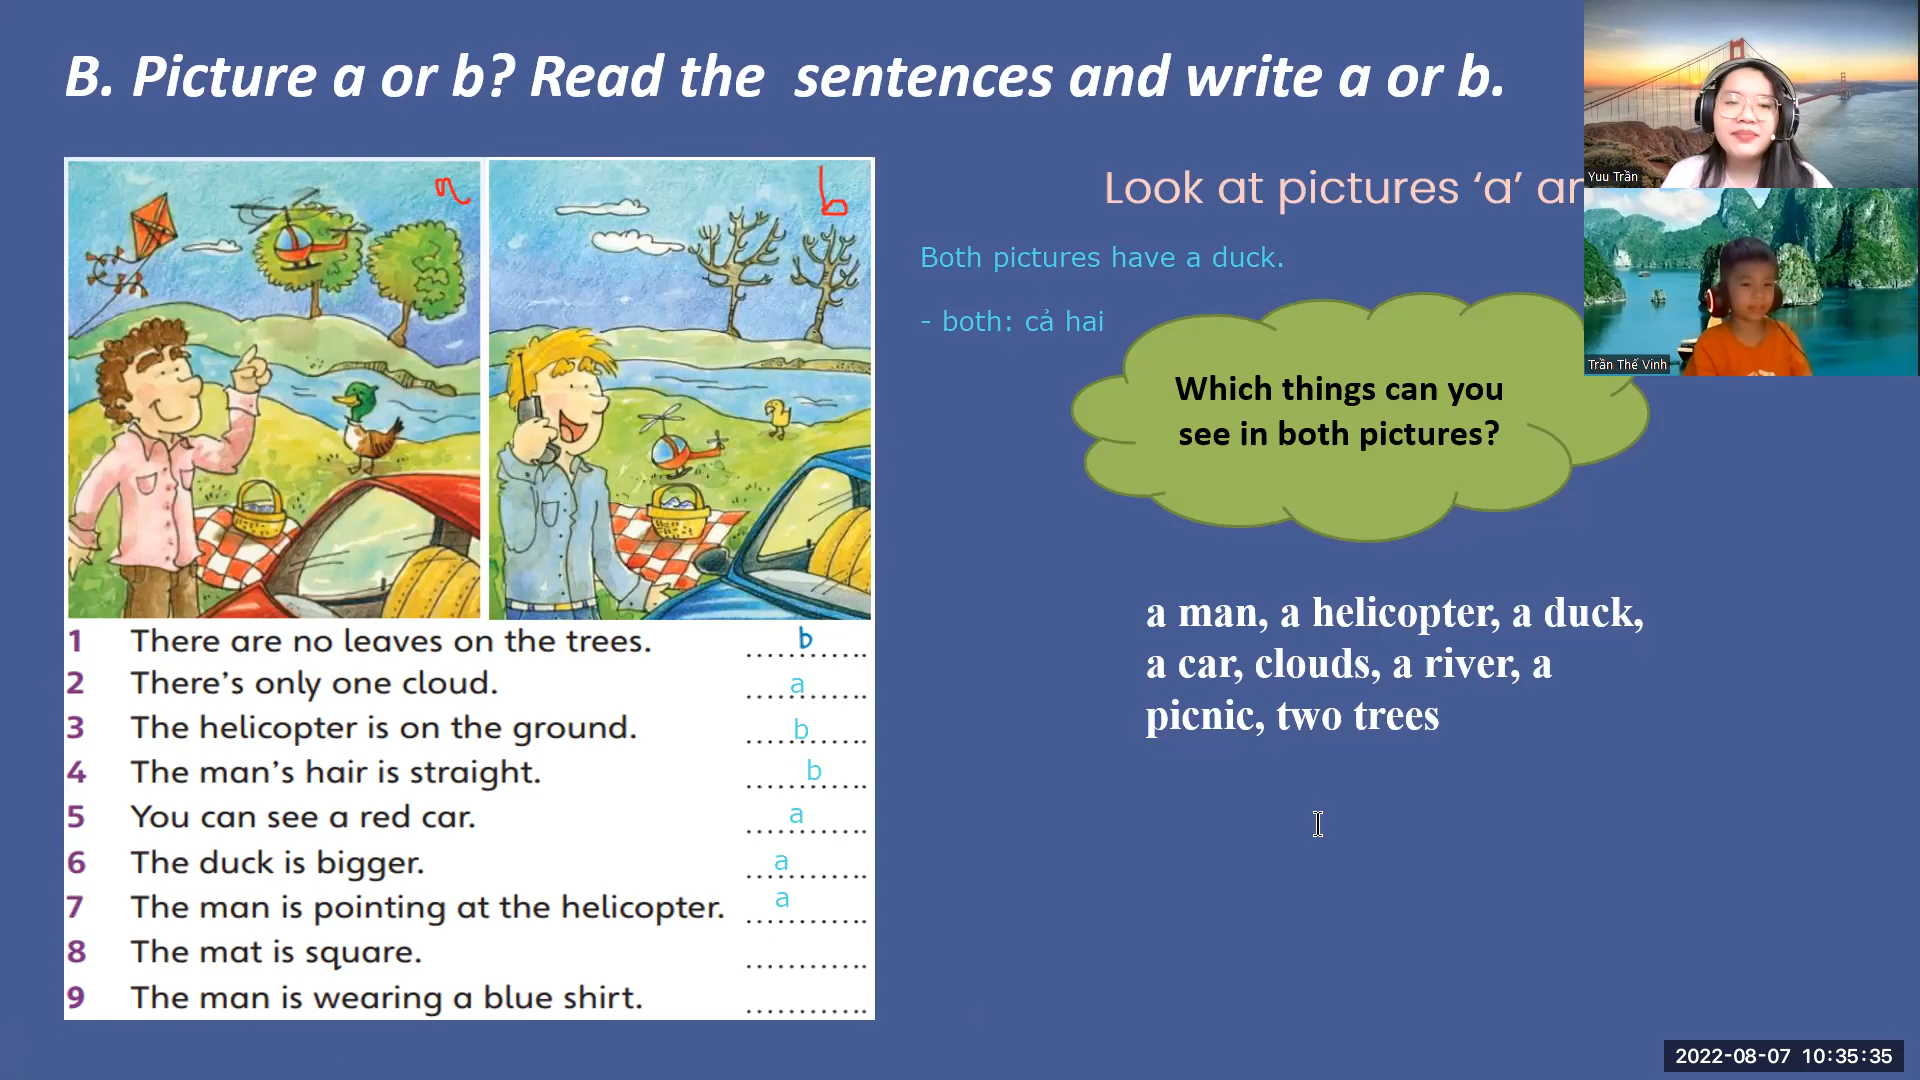 B. Picture a or b? Read the sentences and write a or b.
a
b
Look at pictures ‘a’ an
Both pictures have a duck.
- both: cả hai
Which things can you
see in both pictures?
a man, a helicopter, a duck,
a car, clouds, a river, a
picnic, two trees
1 There are no leaves on the trees. ............ b
2 There’s only one cloud. ............ a
3 The helicopter is on the ground. ............ b
4 The man’s hair is straight. ............ b
5 You can see a red car. ............ a
6 The duck is bigger. ............ a
7 The man is pointing at the helicopter. ............ a
8 The mat is square. ............
9 The man is wearing a blue shirt. ............
Yuu Trần
Trần Thế Vinh
2022-08-07 10:35:35